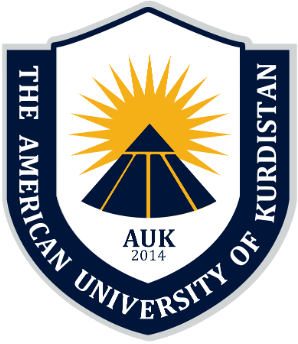 THE AMERICAN UNIVERSITY OF KURDISTAN
AUK
2014